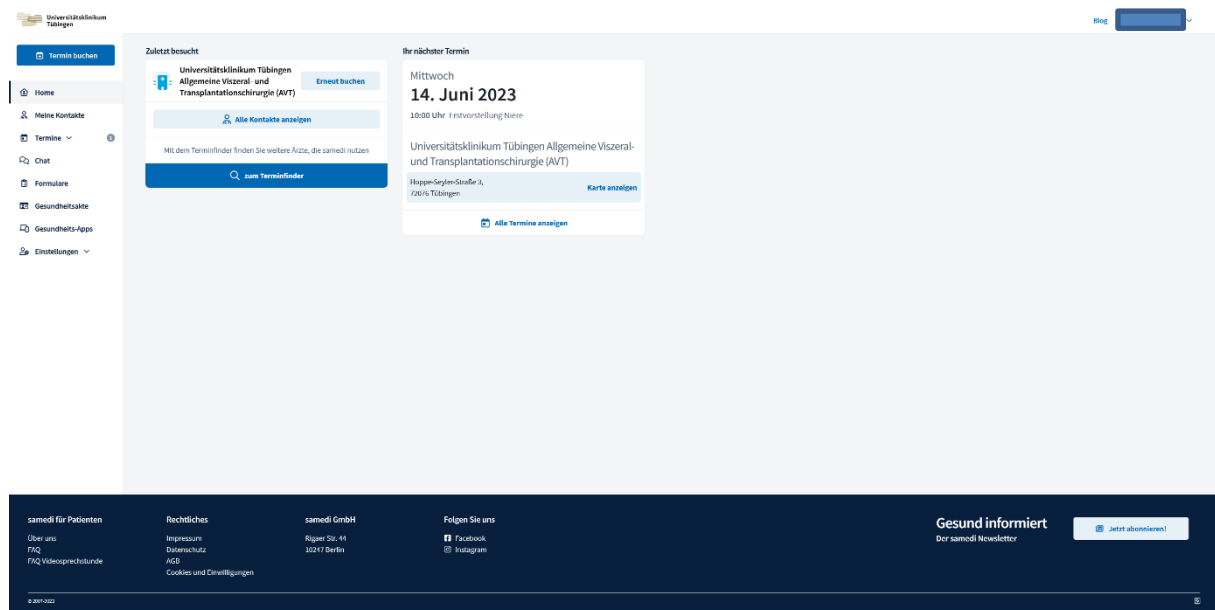 Universitätsklinikum
Tübingen
Blog
Termin buchen
Home
Meine Kontakte
Termine
1
Chat
Formulare
Gesundheitsakte
Gesundheits-Apps
Einstellungen
Zuletzt besucht
Universitätsklinikum Tübingen
Allgemeine Viszeral- und
Transplantationschirurgie (AVT)
Erneut buchen
Alle Kontakte anzeigen
Mit dem Terminfinder finden Sie weitere Ärzte, die samedi nutzen
zum Terminfinder
Ihr nächster Termin
Mittwoch
14. Juni 2023
10:00 Uhr Erstvorstellung Niere
Universitätsklinikum Tübingen Allgemeine Viszeral-
und Transplantationschirurgie (AVT)
Hoppe-Seyler-Straße 3,
72076 Tübingen
Karte anzeigen
Alle Termine anzeigen
samedi für Patienten
Über uns
FAQ
FAQ Videosprechstunde
Rechtliches
Impressum
Datenschutz
AGB
Cookies und Einwilligungen
samedi GmbH
Rigaer Str. 44
10247 Berlin
Folgen Sie uns
Facebook
Instagram
Gesund informiert
Der samedi Newsletter
Jetzt abonnieren!
© 2007-2023